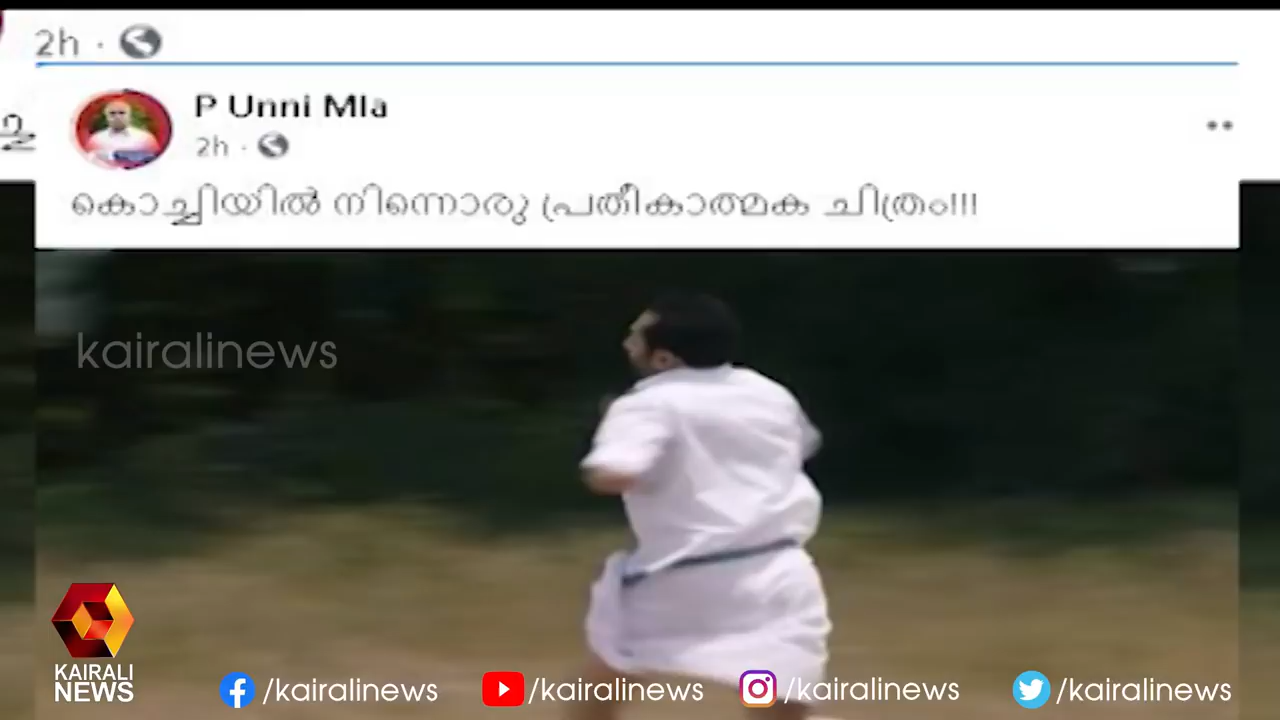 2h ·
P Unni Mla
2h ·
കൊച്ചിയിൽ നിന്നൊരു പ്രതീകാത്മക ചിത്രം!!!
kairalinews
KAIRALI
NEWS
/kairalinews /kairalinews /kairalinews /kairalinews